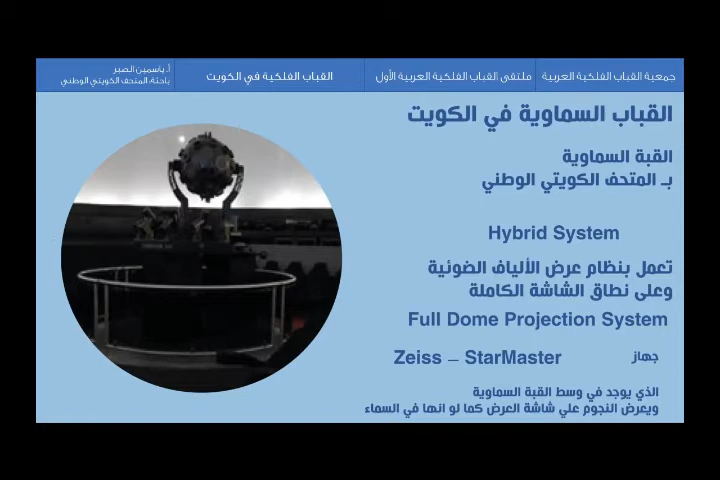 جمعية القباب الفلكية العربية
ملتقى القباب الفلكية العربية الأول
القباب الفلكية في الكويت
أ. ياسمين الصبر
باحثة، المتحف الكويتي الوطني
القباب السماوية في الكويت
القبة السماوية
بـ المتحف الكويتي الوطني
Hybrid System
تعمل بنظام عرض الألياف الضوئية
وعلى نطاق الشاشة الكاملة
Full Dome Projection System
جهاز Zeiss – StarMaster
الذي يوجد في وسط القبة السماوية
ويعرض النجوم علي شاشة العرض كما لو انها في السماء